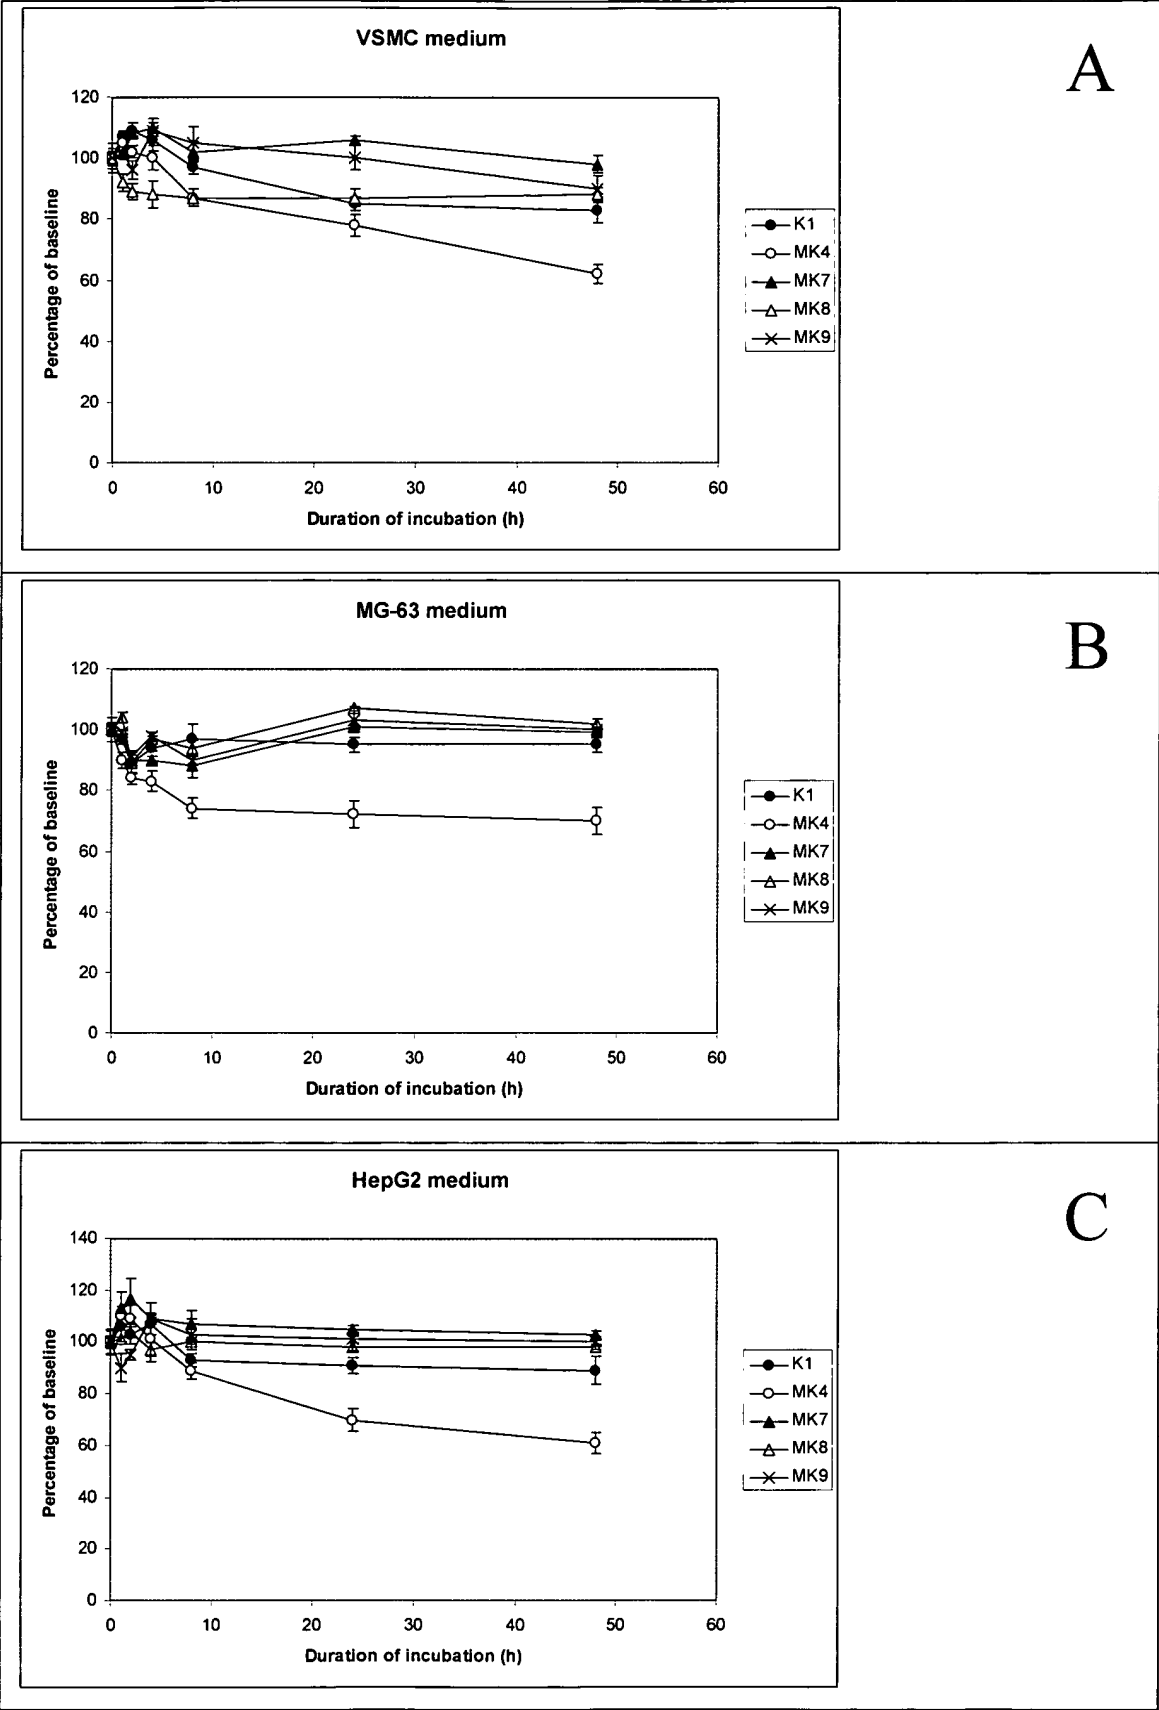 VSMC medium
A
120
100
80
60
40
20
0
Percentage of baseline
0 10 20 30 40 50 60
Duration of incubation (h)
K1
MK4
MK7
MK8
MK9
MG-63 medium
B
120
100
80
60
40
20
0
Percentage of baseline
0 10 20 30 40 50 60
Duration of incubation (h)
K1
MK4
MK7
MK8
MK9
HepG2 medium
C
140
120
100
80
60
40
20
0
Percentage of baseline
0 10 20 30 40 50 60
Duration of incubation (h)
K1
MK4
MK7
MK8
MK9